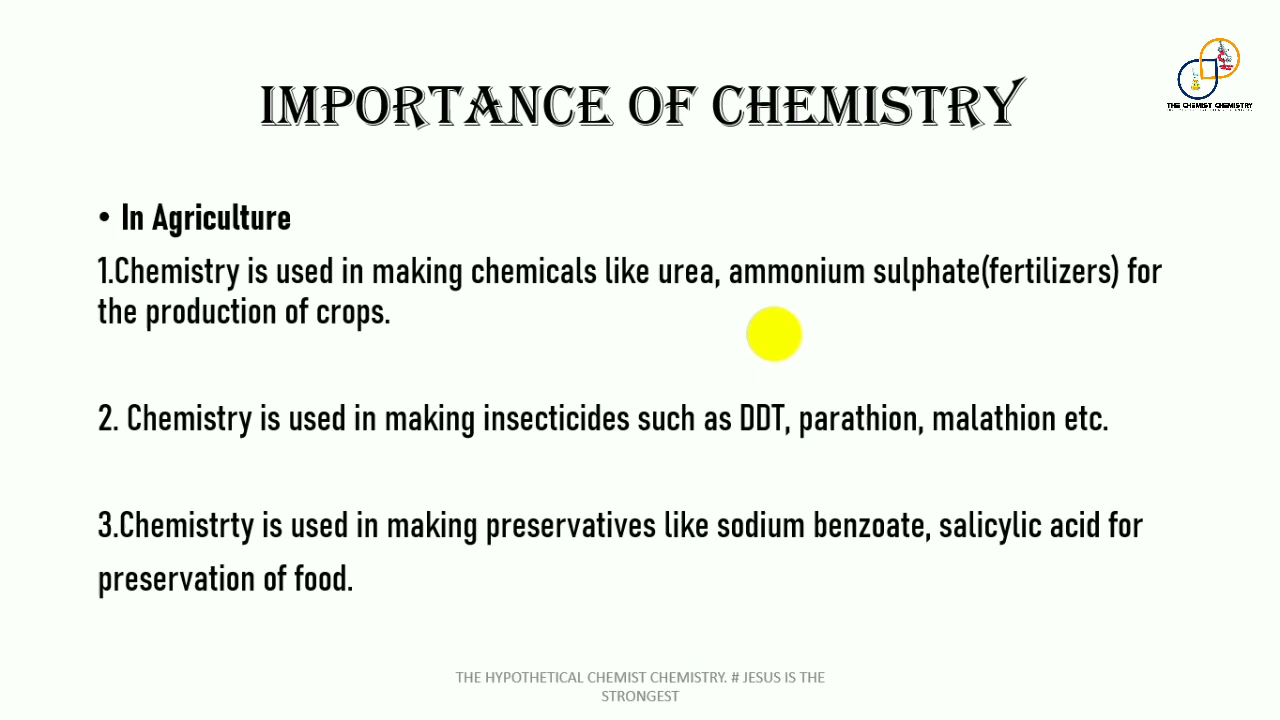 THE CHEMIST CHEMISTRY
IMPORTANCE OF CHEMISTRY
• In Agriculture
1.Chemistry is used in making chemicals like urea, ammonium sulphate(fertilizers) for
the production of crops.
2. Chemistry is used in making insecticides such as DDT, parathion, malathion etc.
3.Chemistrty is used in making preservatives like sodium benzoate, salicylic acid for
preservation of food.
THE HYPOTHETICAL CHEMIST CHEMISTRY. # JESUS IS THE
STRONGEST